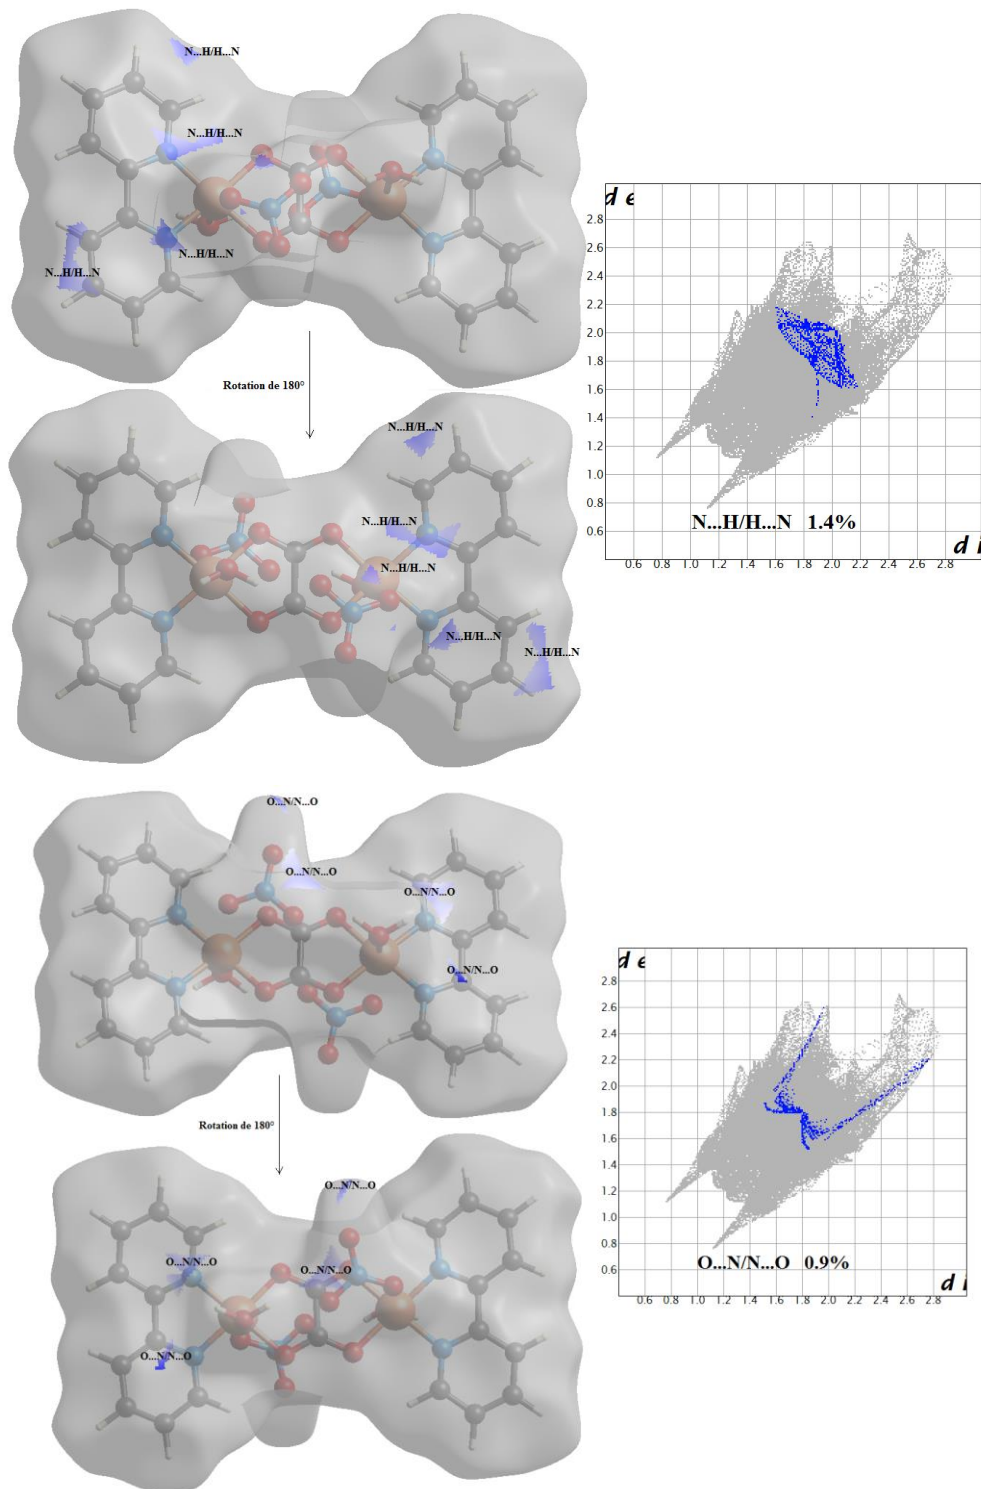 N...H/H...N
N...H/H...N
N...H/H...N
N...H/H...N
Rotation de 180°
N...H/H...N
N...H/H...N
N...H/H...N
N...H/H...N
N...H/H...N
d e
2.8
2.6
2.4
2.2
2.0
1.8
1.6
1.4
1.2
1.0
0.8
0.6
N...H/H...N 1.4%
d i
0.6 0.8 1.0 1.2 1.4 1.6 1.8 2.0 2.2 2.4 2.6 2.8
O...N/N...O
O...N/N...O
O...N/N...O
O...N/N...O
Rotation de 180°
O...N/N...O
O...N/N...O
O...N/N...O
O...N/N...O
d e
2.8
2.6
2.4
2.2
2.0
1.8
1.6
1.4
1.2
1.0
0.8
0.6
O...N/N...O 0.9%
d i
0.6 0.8 1.0 1.2 1.4 1.6 1.8 2.0 2.2 2.4 2.6 2.8